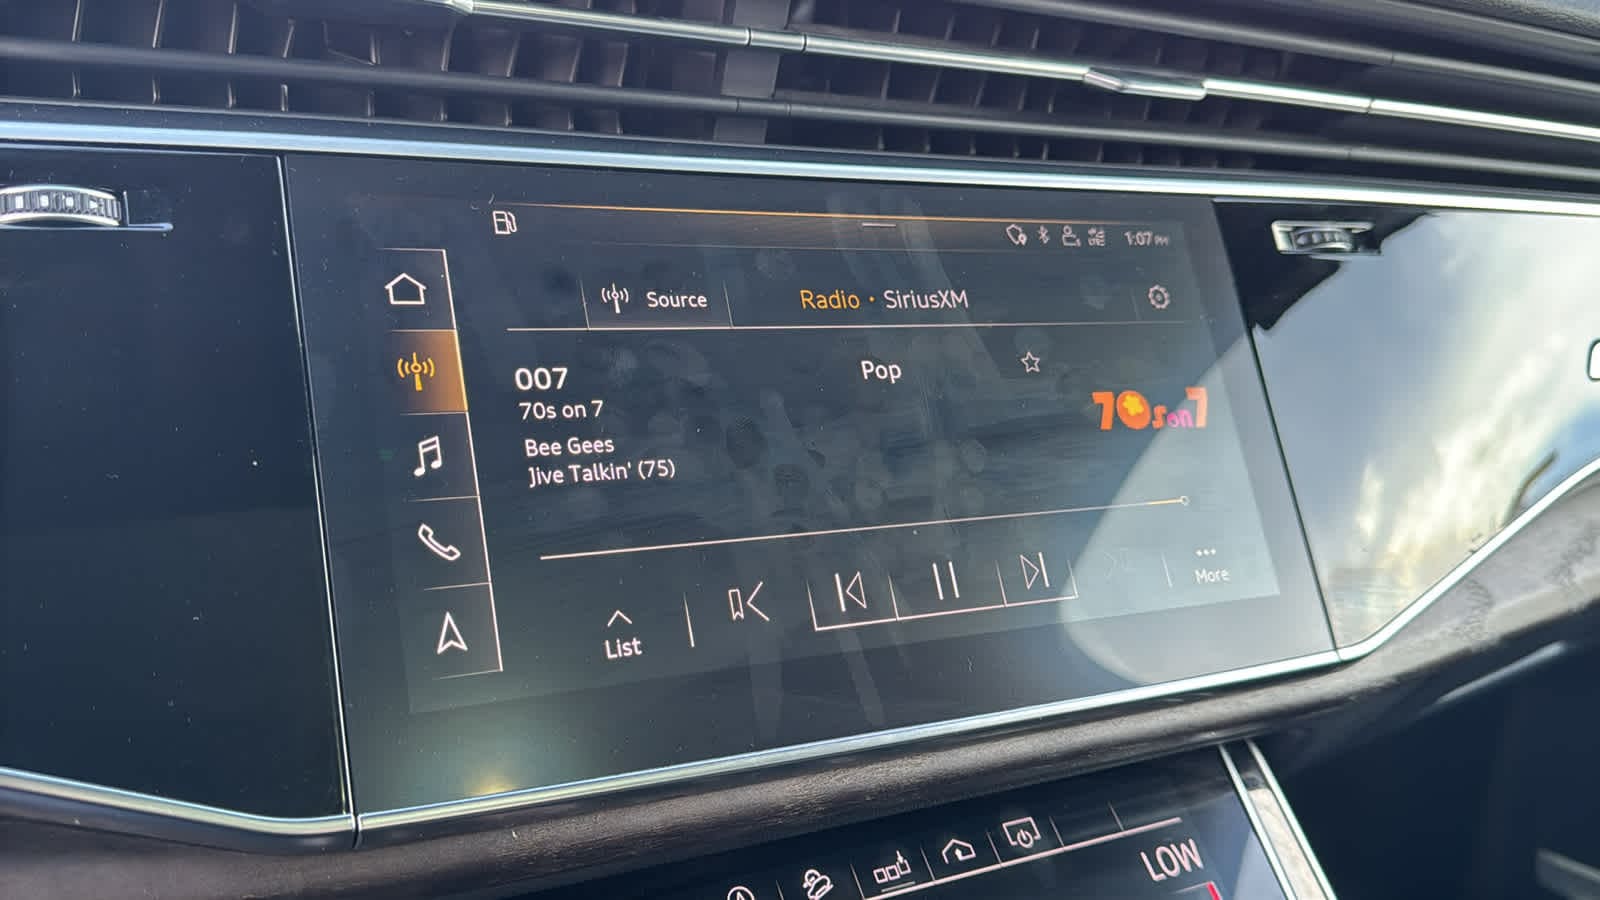 1:07 PM
Source
Radio • SiriusXM
007
Pop
70s on 7
70s on 7
Bee Gees
Jive Talkin' (75)
List
More
LOW